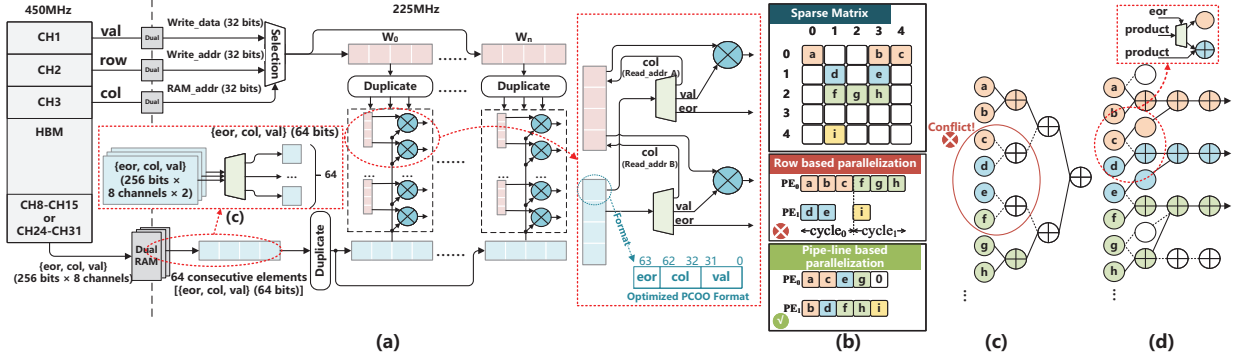 450MHz
CH1
CH2
CH3
HBM
CH8-CH15
or
CH24-CH31
{eor, col, val}
(256 bits × 8 channels)
val
row
col
Dual
Dual
Dual
Write_data (32 bits)
Write_addr (32 bits)
RAM_addr (32 bits)
Selection
225MHz
W0
......
Wn
Duplicate
......
Duplicate
......
......
{eor, col, val} (64 bits)
{eor, col, val}
(256 bits ×
8 channels × 2)
...
...
64
(c)
Dual
RAM
64 consecutive elements
[{eor, col, val} (64 bits)]
Duplicate
......
col
(Read_addr A)
val
eor
col
(Read_addr B)
val
eor
Format
63 62 32 31 0
eor col val
Optimized PCOO Format
(a)
Sparse Matrix
0 1 2 3 4
0 a b c
1 d e
2 f g h
3
4 i
Row based parallelization
PE0 a b c f g h
PE1 d e i
cycle0 cycle1
Pipe-line based
parallelization
PE0 a c e g 0
PE1 b d f h i
(b)
Conflict!
a
b
c
d
e
f
g
h
...
(c)
eor
product
product
a
b
c
d
e
f
g
h
...
(d)